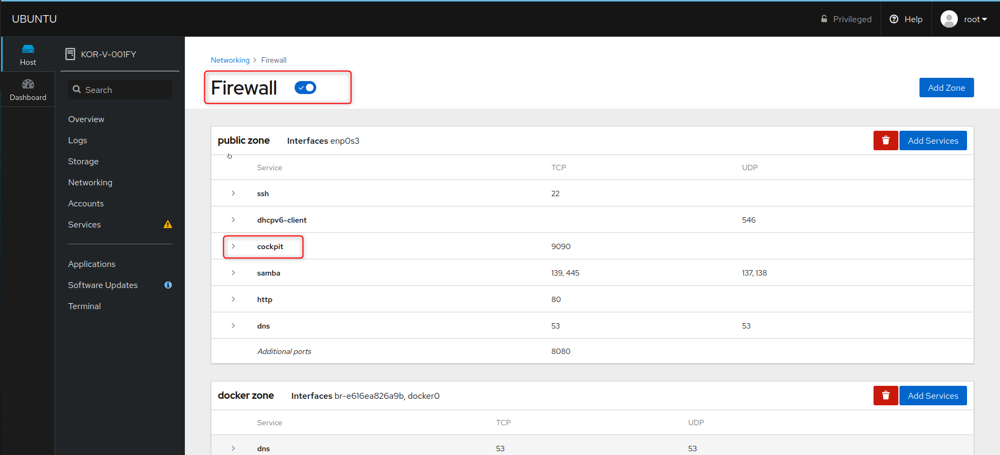 UBUNTU
Privileged
Help
root
Host
Dashboard
KOR-V-001FY
Search
Overview
Logs
Storage
Networking
Accounts
Services
Applications
Software Updates
Terminal
Networking > Firewall
Firewall
Add Zone
public zone Interfaces enp0s3
Add Services
Service TCP UDP
ssh 22
dhcpv6-client 546
cockpit 9090
samba 139, 445 137, 138
http 80
dns 53 53
Additional ports 8080
docker zone Interfaces br-e616ea826a9b, docker0
Add Services
Service TCP UDP
dns 53 53